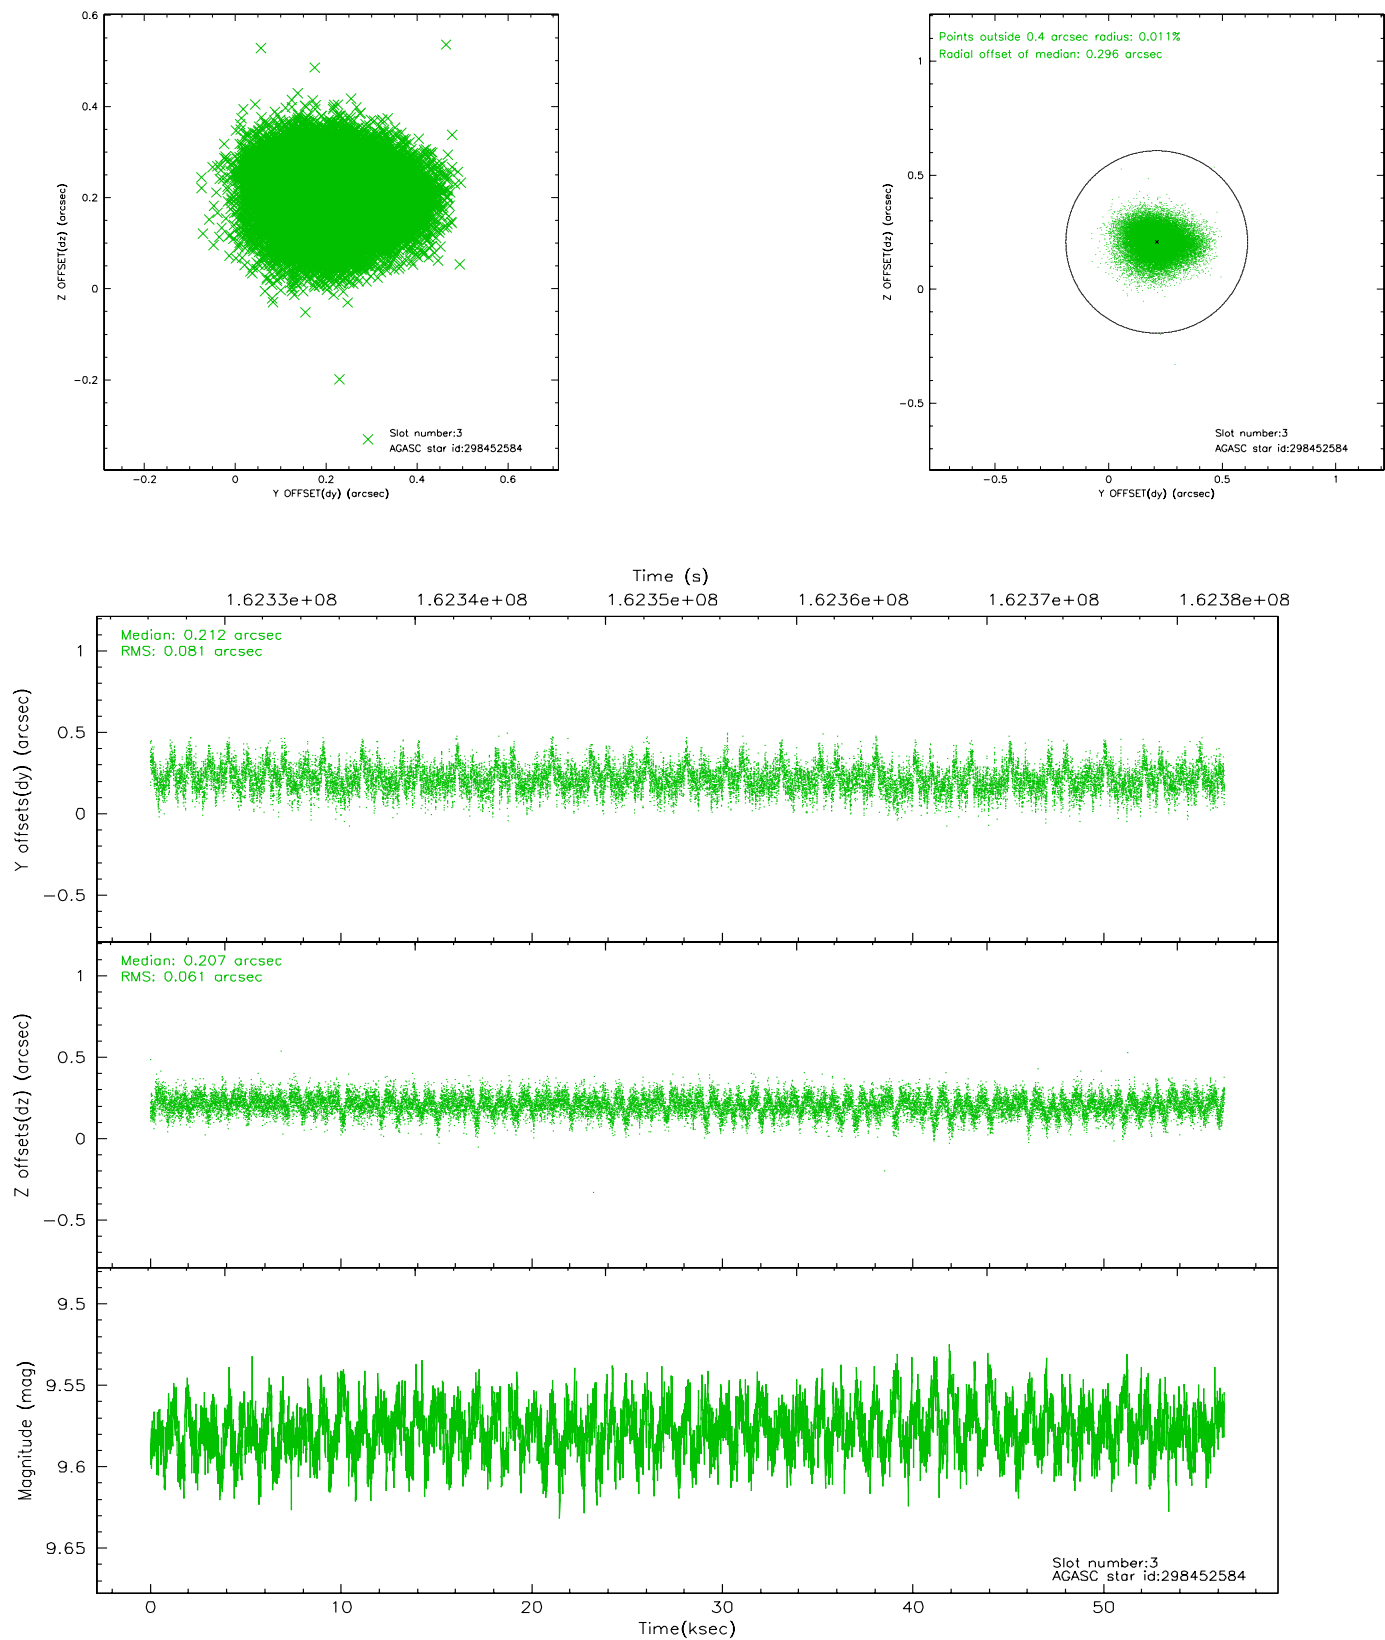 0.6
0.4
0.2
0
−0.2
Z OFFSET(dz) (arcsec)
Slot number:3
AGASC star id:298452584
−0.2 0 0.2 0.4 0.6
Y OFFSET(dy) (arcsec)
Points outside 0.4 arcsec radius: 0.011%
Radial offset of median: 0.296 arcsec
1
0.5
0
−0.5
Z OFFSET(dz) (arcsec)
Slot number:3
AGASC star id:298452584
−0.5 0 0.5 1
Y OFFSET(dy) (arcsec)
Time (s)
1.6233e+08 1.6234e+08 1.6235e+08 1.6236e+08 1.6237e+08 1.6238e+08
Median: 0.212 arcsec
RMS: 0.081 arcsec
1
0.5
0
−0.5
Y offsets(dy) (arcsec)
Median: 0.207 arcsec
RMS: 0.061 arcsec
1
0.5
0
−0.5
Z offsets(dz) (arcsec)
9.5
9.55
9.6
9.65
Magnitude (mag)
Slot number:3
AGASC star id:298452584
0 10 20 30 40 50
Time(ksec)